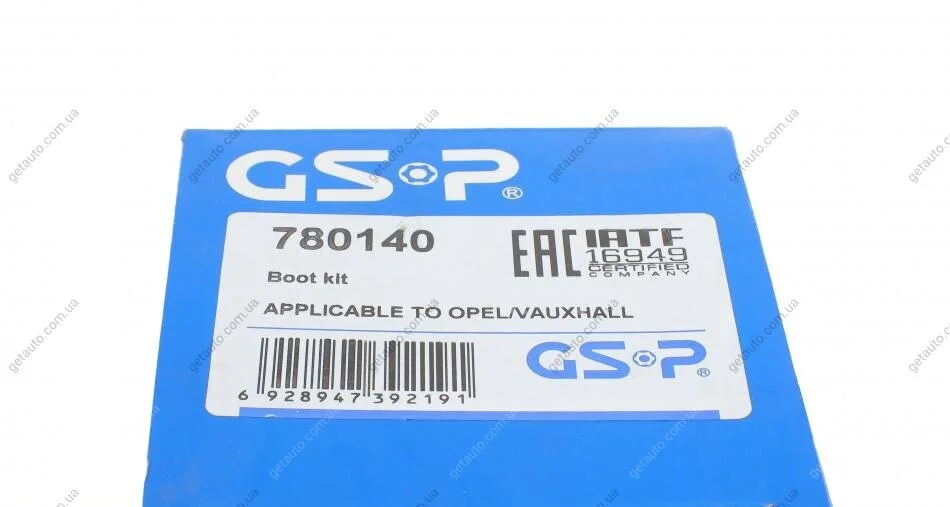 GSP®
780140
EAC
IATF
16949
CERTIFIED
COMPANY
Boot kit
APPLICABLE TO OPEL/VAUXHALL
6 928947 392191
GSP®
getauto.com.ua